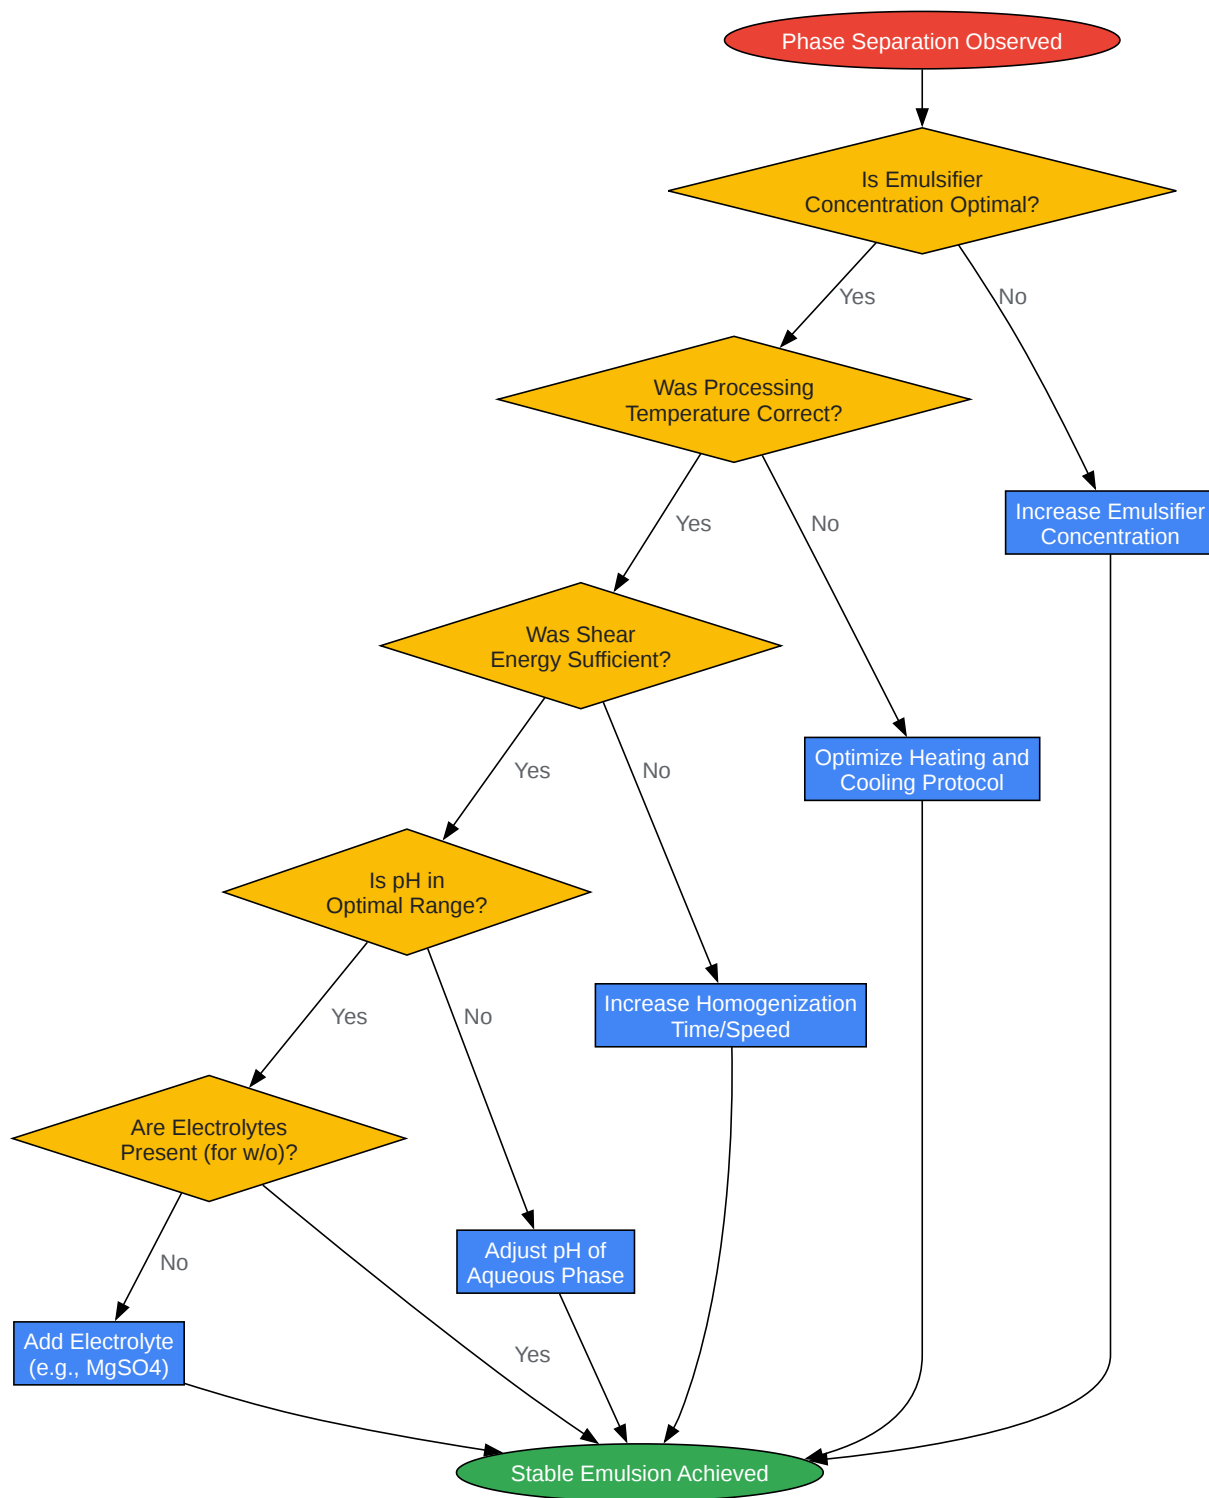 Phase Separation Observed
Is Emulsifier
Concentration Optimal?
Yes
No
Was Processing
Temperature Correct?
Increase Emulsifier
Concentration
Yes
No
Was Shear
Energy Sufficient?
Optimize Heating and
Cooling Protocol
Yes
No
Is pH in
Optimal Range?
Increase Homogenization
Time/Speed
Yes
No
Are Electrolytes
Present (for w/o)?
Adjust pH of
Aqueous Phase
No
Add Electrolyte
(e.g., MgSO4)
Yes
Stable Emulsion Achieved